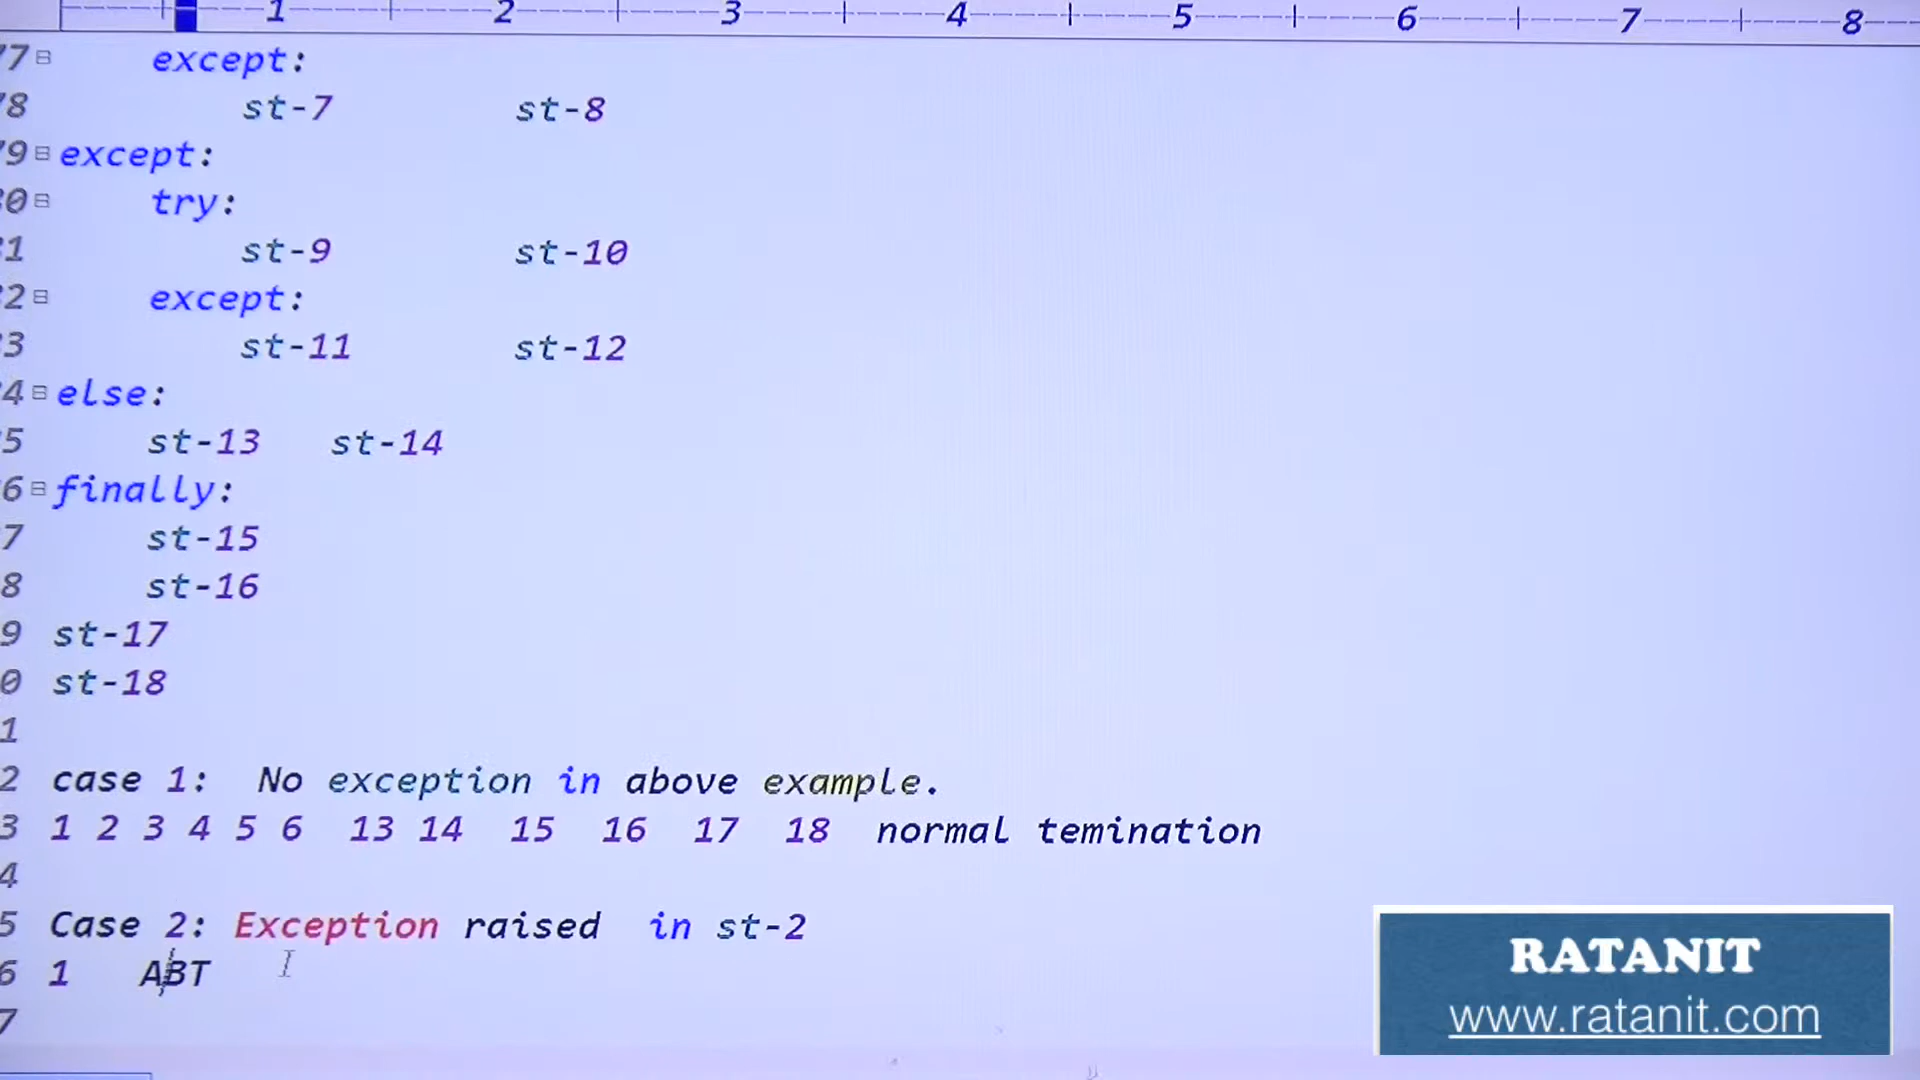 1 2 3 4 5 6 7 8
7 except:
8 st-7 st-8
9 except:
0 try:
1 st-9 st-10
2 except:
3 st-11 st-12
4 else:
5 st-13 st-14
6 finally:
7 st-15
8 st-16
9 st-17
0 st-18
1
2 case 1: No exception in above example.
3 1 2 3 4 5 6 13 14 15 16 17 18 normal temination
4
5 Case 2: Exception raised in st-2
6 1 ABT
7
RATANIT
www.ratanit.com